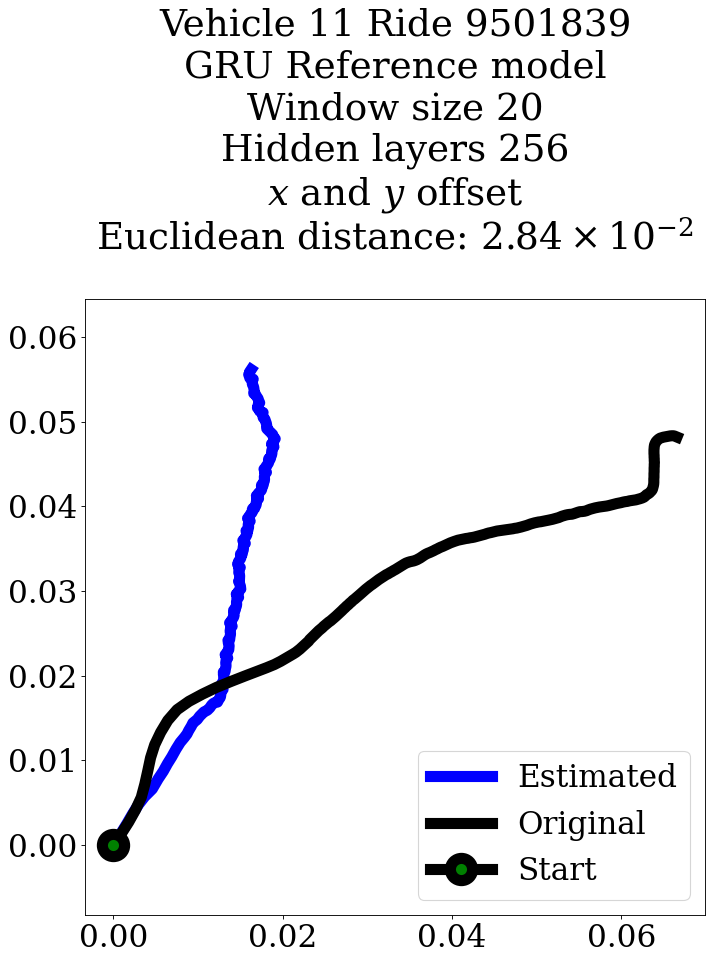 Vehicle 11 Ride 9501839
GRU Reference model
Window size 20
Hidden layers 256
x and y offset
Euclidean distance: 2.84 × 10⁻²
0.06
0.05
0.04
0.03
0.02
0.01
0.00
Estimated
Original
Start
0.00 0.02 0.04 0.06